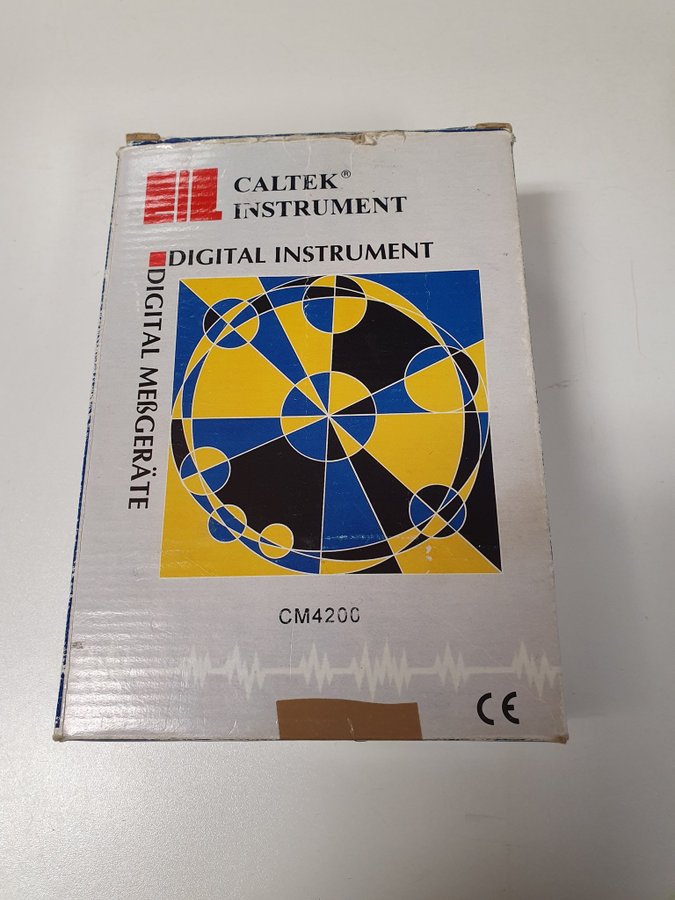 CALTEK®
INSTRUMENT
DIGITAL INSTRUMENT
DIGITAL MEßGERÄTE
CM4200
CE